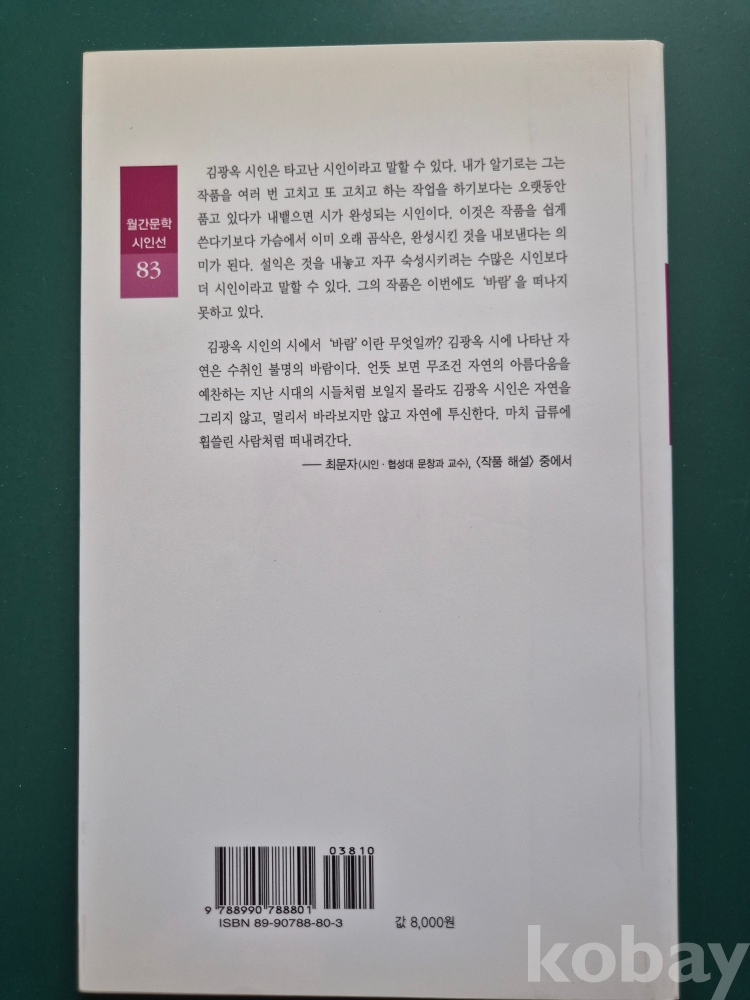 월간문학
시인선
83
김광옥 시인은 타고난 시인이라고 말할 수 있다. 내가 알기로는 그는
작품을 여러 번 고치고 또 고치고 하는 작업을 하기보다는 오랫동안
품고 있다가 내뱉으면 시가 완성되는 시인이다. 이것은 작품을 쉽게
쓴다기보다 가슴에서 이미 오래 곰삭은, 완성시킨 것을 내보낸다는 의
미가 된다. 설익은 것을 내놓고 자꾸 숙성시키려는 수많은 시인보다
더 시인이라고 말할 수 있다. 그의 작품은 이번에도 ‘바람’을 떠나지
못하고 있다.
김광옥 시인의 시에서 ‘바람’이란 무엇일까? 김광옥 시에 나타난 자
연은 수취인 불명의 바람이다. 언뜻 보면 무조건 자연의 아름다움을
예찬하는 지난 시대의 시들처럼 보일지 몰라도 김광옥 시인은 자연을
그리지 않고, 멀리서 바라보지만 않고 자연에 투신한다. 마치 급류에
휩쓸린 사람처럼 떠내려간다.
── 최문자(시인·협성대 문창과 교수), 〈작품 해설〉 중에서
03810
9 788990 788801
ISBN 89-90788-80-3
값 8,000원
kobay